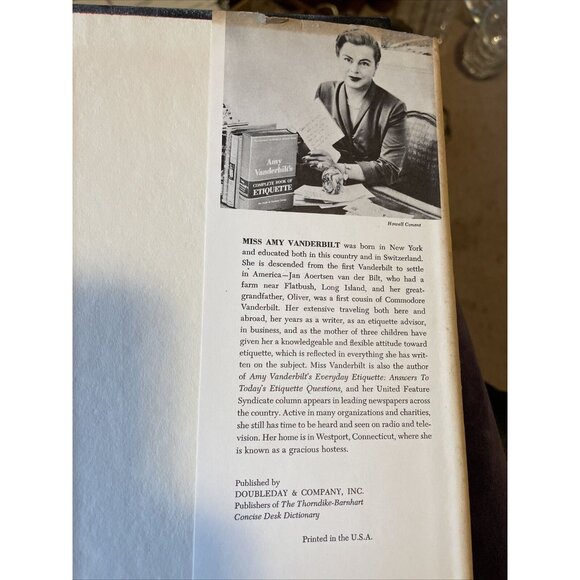 Amy
Vanderbilt's
COMPLETE BOOK OF
ETIQUETTE
Howell Conant
MISS AMY VANDERBILT was born in New York
and educated both in this country and in Switzerland.
She is descended from the first Vanderbilt to settle
in America—Jan Aoertsen van der Bilt, who had a
farm near Flatbush, Long Island, and her great-
grandfather, Oliver, was a first cousin of Commodore
Vanderbilt. Her extensive traveling both here and
abroad, her years as a writer, as an etiquette advisor,
in business, and as the mother of three children have
given her a knowledgeable and flexible attitude toward
etiquette, which is reflected in everything she has writ-
ten on the subject. Miss Vanderbilt is also the author
of Amy Vanderbilt's Everyday Etiquette: Answers To
Today's Etiquette Questions, and her United Feature
Syndicate column appears in leading newspapers across
the country. Active in many organizations and charities,
she still has time to be heard and seen on radio and tele-
vision. Her home is in Westport, Connecticut, where she
is known as a gracious hostess.
Published by
DOUBLEDAY & COMPANY, INC.
Publishers of The Thorndike-Barnhart
Concise Desk Dictionary
Printed in the U.S.A.